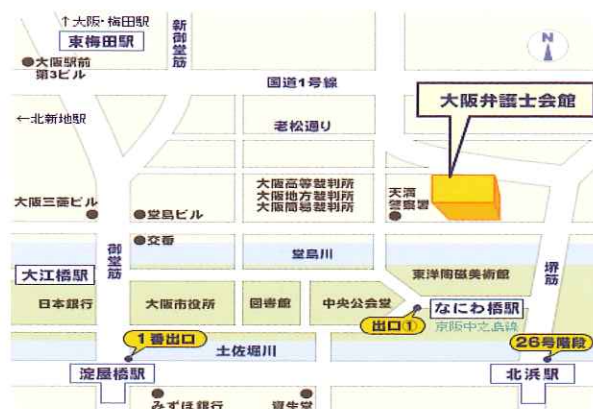 ↑大阪・梅田駅
東梅田駅
新御堂筋
N
大阪駅前
第3ビル
国道1号線
大阪弁護士会館
←北新地駅
老松通り
大阪高等裁判所
大阪地方裁判所
大阪簡易裁判所
天満
警察署
大阪三菱ビル
堂島ビル
交番
御堂筋
堂島川
東洋陶磁美術館
堺筋
大江橋駅
日本銀行
大阪市役所
図書館
中央公会堂
なにわ橋駅
出口①
京阪中之島線
1番出口
土佐堀川
26号階段
淀屋橋駅
北浜駅
みずほ銀行
資生堂